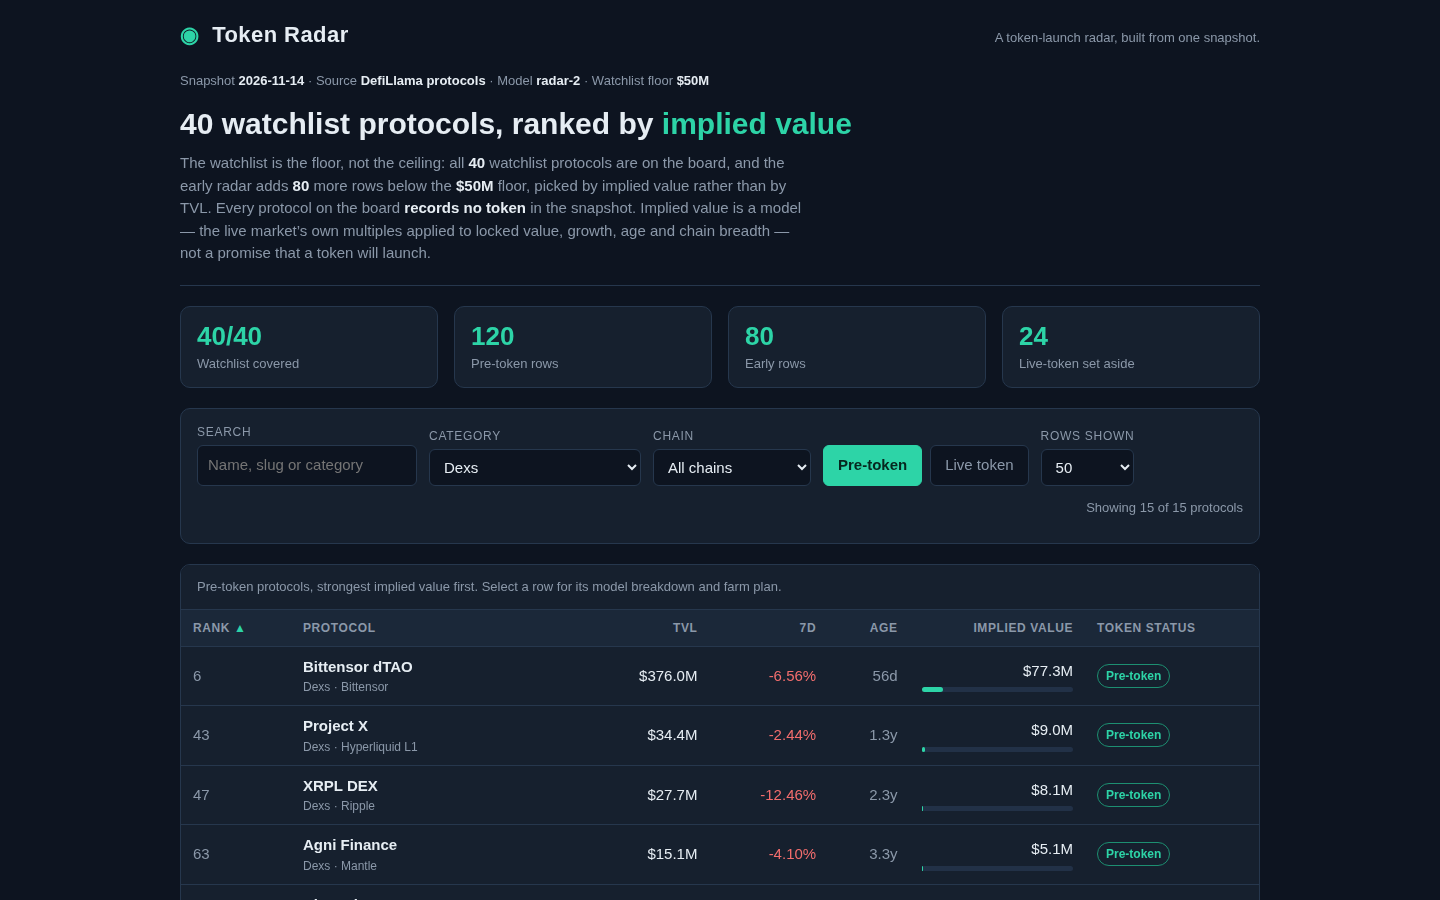 ◉ Token Radar
A token-launch radar, built from one snapshot.
Snapshot 2026-11-14 · Source DefiLlama protocols · Model radar-2 · Watchlist floor $50M
40 watchlist protocols, ranked by implied value
The watchlist is the floor, not the ceiling: all 40 watchlist protocols are on the board, and the
early radar adds 80 more rows below the $50M floor, picked by implied value rather than by
TVL. Every protocol on the board records no token in the snapshot. Implied value is a model
— the live market's own multiples applied to locked value, growth, age and chain breadth —
not a promise that a token will launch.
40/40
Watchlist covered
120
Pre-token rows
80
Early rows
24
Live-token set aside
SEARCH
Name, slug or category
CATEGORY
Dexs
CHAIN
All chains
Pre-token
Live token
ROWS SHOWN
50
Showing 15 of 15 protocols
Pre-token protocols, strongest implied value first. Select a row for its model breakdown and farm plan.
RANK ▲ PROTOCOL TVL 7D AGE IMPLIED VALUE TOKEN STATUS
6 Bittensor dTAO $376.0M -6.56% 56d $77.3M Pre-token
Dexs · Bittensor
43 Project X $34.4M -2.44% 1.3y $9.0M Pre-token
Dexs · Hyperliquid L1
47 XRPL DEX $27.7M -12.46% 2.3y $8.1M Pre-token
Dexs · Ripple
63 Agni Finance $15.1M -4.10% 3.3y $5.1M Pre-token
Dexs · Mantle